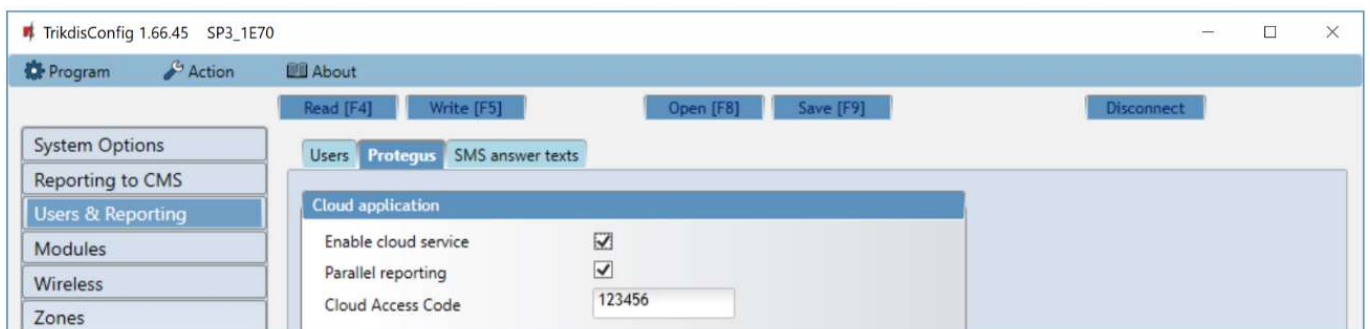 TrikdisConfig 1.66.45 SP3_1E70
Program Action About
Read [F4] Write [F5] Open [F8] Save [F9] Disconnect
System Options
Reporting to CMS
Users & Reporting
Modules
Wireless
Zones
Users Protegus SMS answer texts
Cloud application
Enable cloud service
Parallel reporting
Cloud Access Code 123456